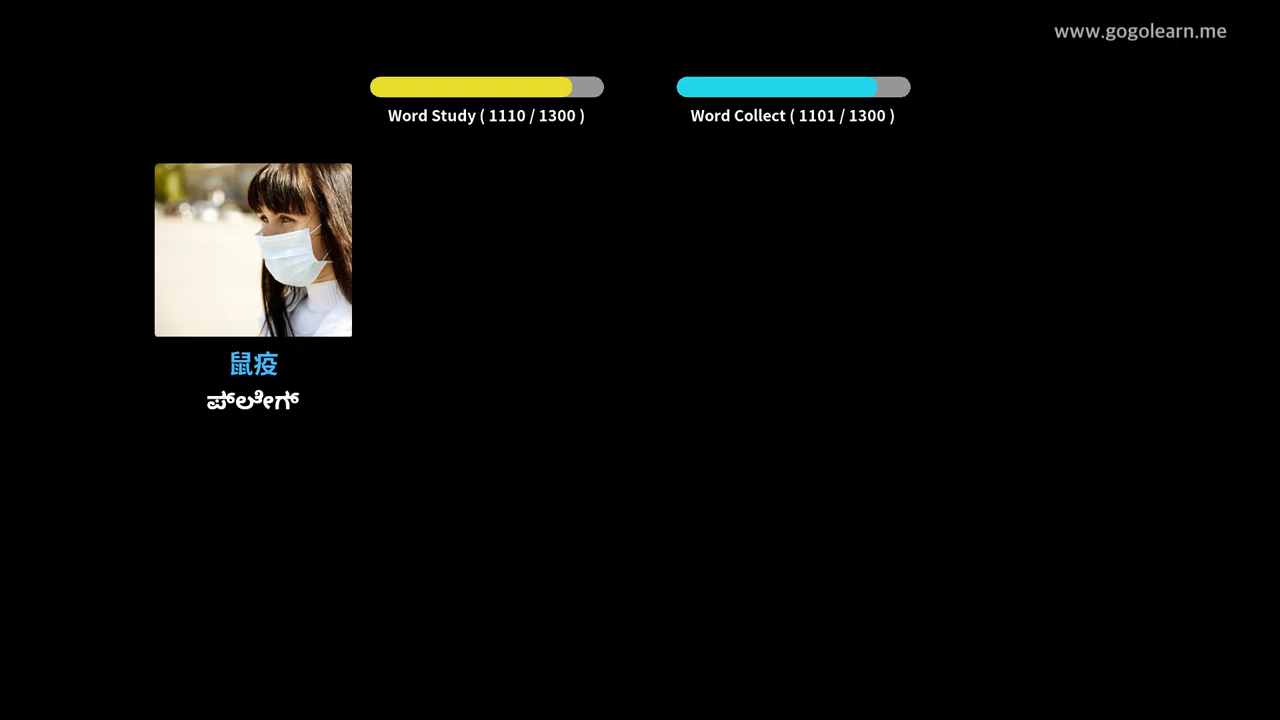 www.gogolearn.me
Word Study ( 1110 / 1300 )
Word Collect ( 1101 / 1300 )
鼠疫
ಪ್ಲೇಗ್